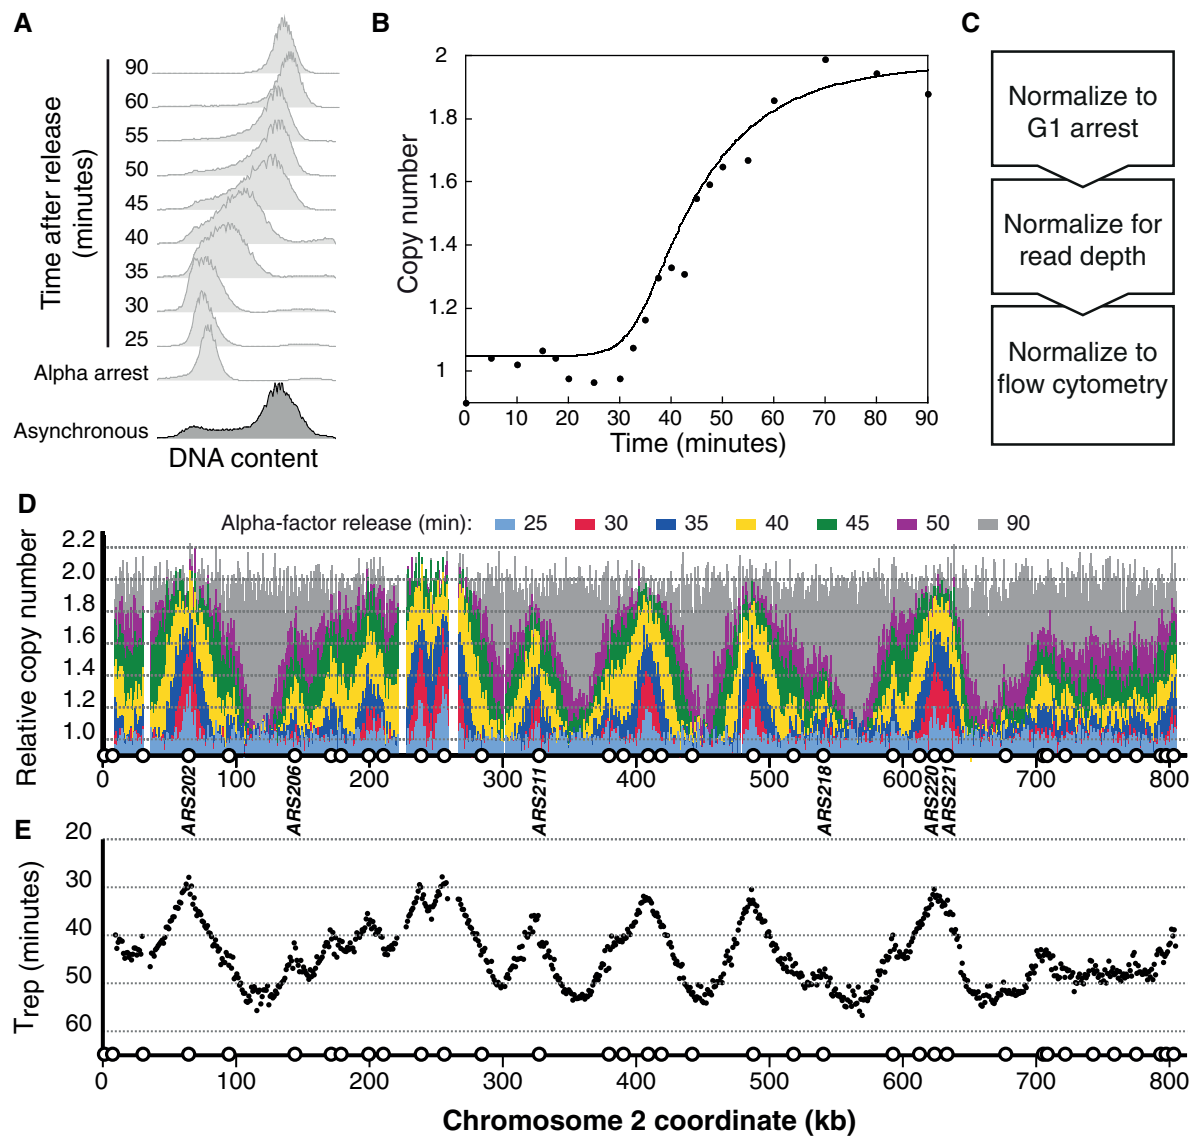 A
Time after release
(minutes)
90
60
55
50
45
40
35
30
25
Alpha arrest
Asynchronous
DNA content
B
Copy number
2
1.8
1.6
1.4
1.2
1
0
10
20
30
40
50
60
70
80
90
Time (minutes)
C
Normalize to
G1 arrest
Normalize for
read depth
Normalize to
flow cytometry
D
Alpha-factor release (min):
25
30
35
40
45
50
90
Relative copy number
2.2
2.0
1.8
1.6
1.4
1.2
1.0
0
100
200
300
400
500
600
700
800
ARS202
ARS206
ARS211
ARS218
ARS220
ARS221
E
Trep (minutes)
20
30
40
50
60
0
100
200
300
400
500
600
700
800
Chromosome 2 coordinate (kb)